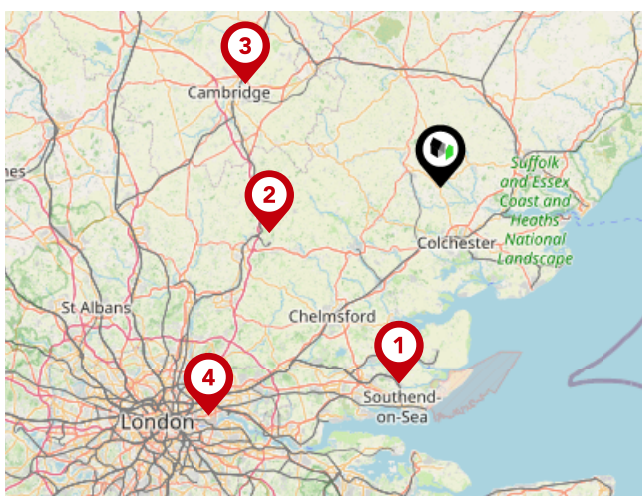 3
Cambridge
nes
Suffolk
and Essex
Coast and
Heaths
National
Landscape
2
Colchester
St Albans
Chelmsford
1
4
Southend-
on-Sea
London